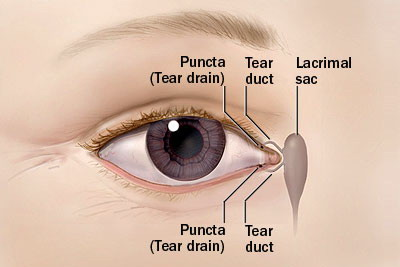 Puncta
(Tear drain)
Tear
duct
Lacrimal
sac
Puncta
(Tear drain)
Tear
duct